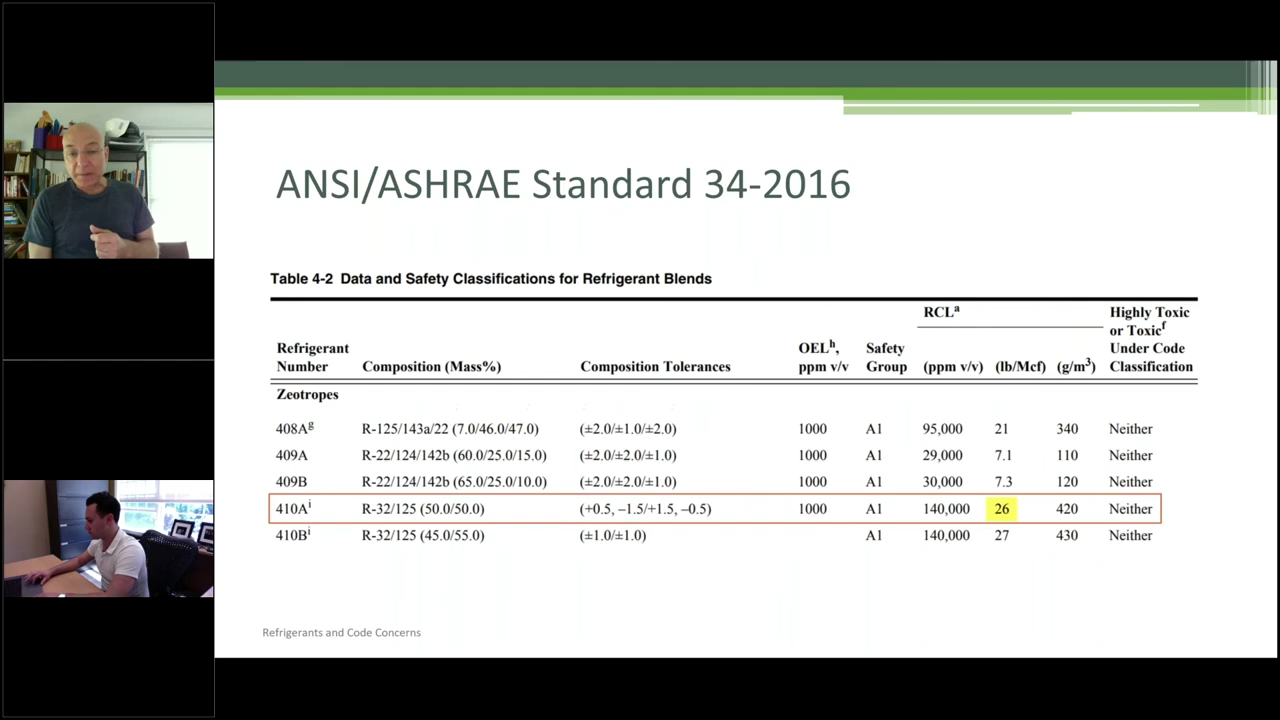 ANSI/ASHRAE Standard 34-2016
Table 4-2 Data and Safety Classifications for Refrigerant Blends
Refrigerant Number Composition (Mass%) Composition Tolerances OELh, ppm v/v Safety Group RCLa (ppm v/v) (lb/Mcf) (g/m3) Highly Toxic or Toxicf Under Code Classification
Zeotropes
408Ag R-125/143a/22 (7.0/46.0/47.0) (±2.0/±1.0/±2.0) 1000 A1 95,000 21 340 Neither
409A R-22/124/142b (60.0/25.0/15.0) (±2.0/±2.0/±1.0) 1000 A1 29,000 7.1 110 Neither
409B R-22/124/142b (65.0/25.0/10.0) (±2.0/±2.0/±1.0) 1000 A1 30,000 7.3 120 Neither
410Ai R-32/125 (50.0/50.0) (+0.5, –1.5/+1.5, –0.5) 1000 A1 140,000 26 420 Neither
410Bi R-32/125 (45.0/55.0) (±1.0/±1.0) A1 140,000 27 430 Neither
Refrigerants and Code Concerns